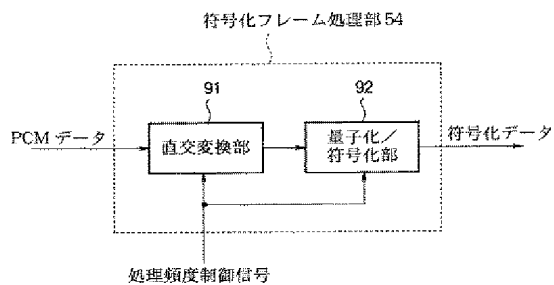 符号化フレーム処理部 54
91
92
PCM データ
直交変換部
量子化／
符号化部
符号化データ
処理頻度制御信号